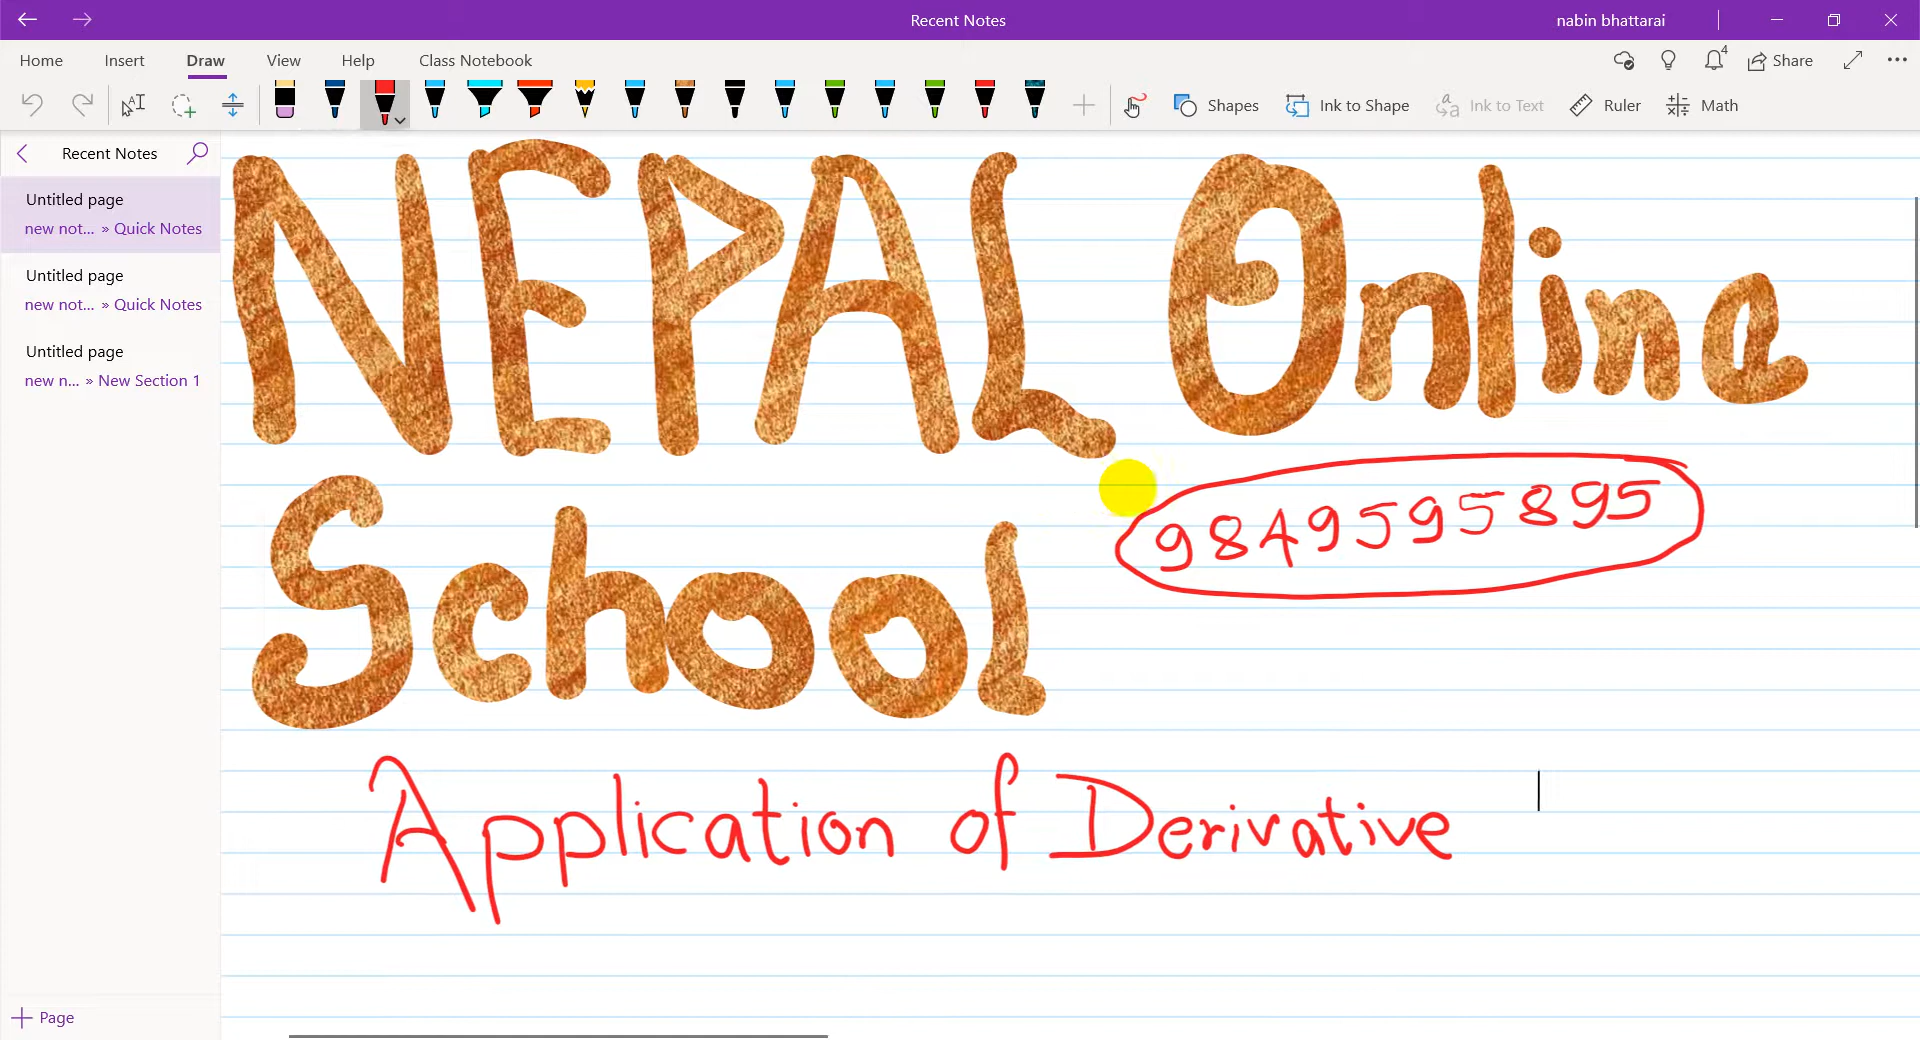 Recent Notes
nabin bhattarai
Home Insert Draw View Help Class Notebook
4 Share
Shapes Ink to Shape Ink to Text Ruler Math
Recent Notes
Untitled page
new not... » Quick Notes
Untitled page
new not... » Quick Notes
Untitled page
new n... » New Section 1
Page
NEPAL Online
School
9849595895
Application of Derivative